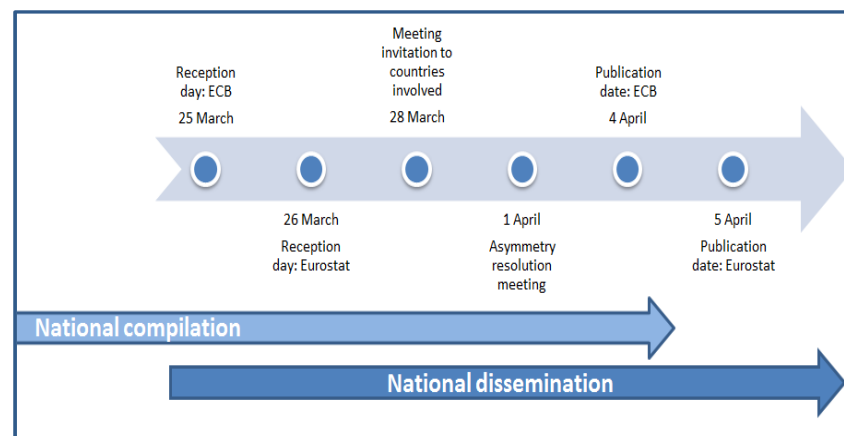 Reception
day: ECB
25 March
Meeting
invitation to
countries
involved
28 March
Publication
date: ECB
4 April
26 March
Reception
day: Eurostat
1 April
Asymmetry
resolution
meeting
5 April
Publication
date: Eurostat
National compilation
National dissemination